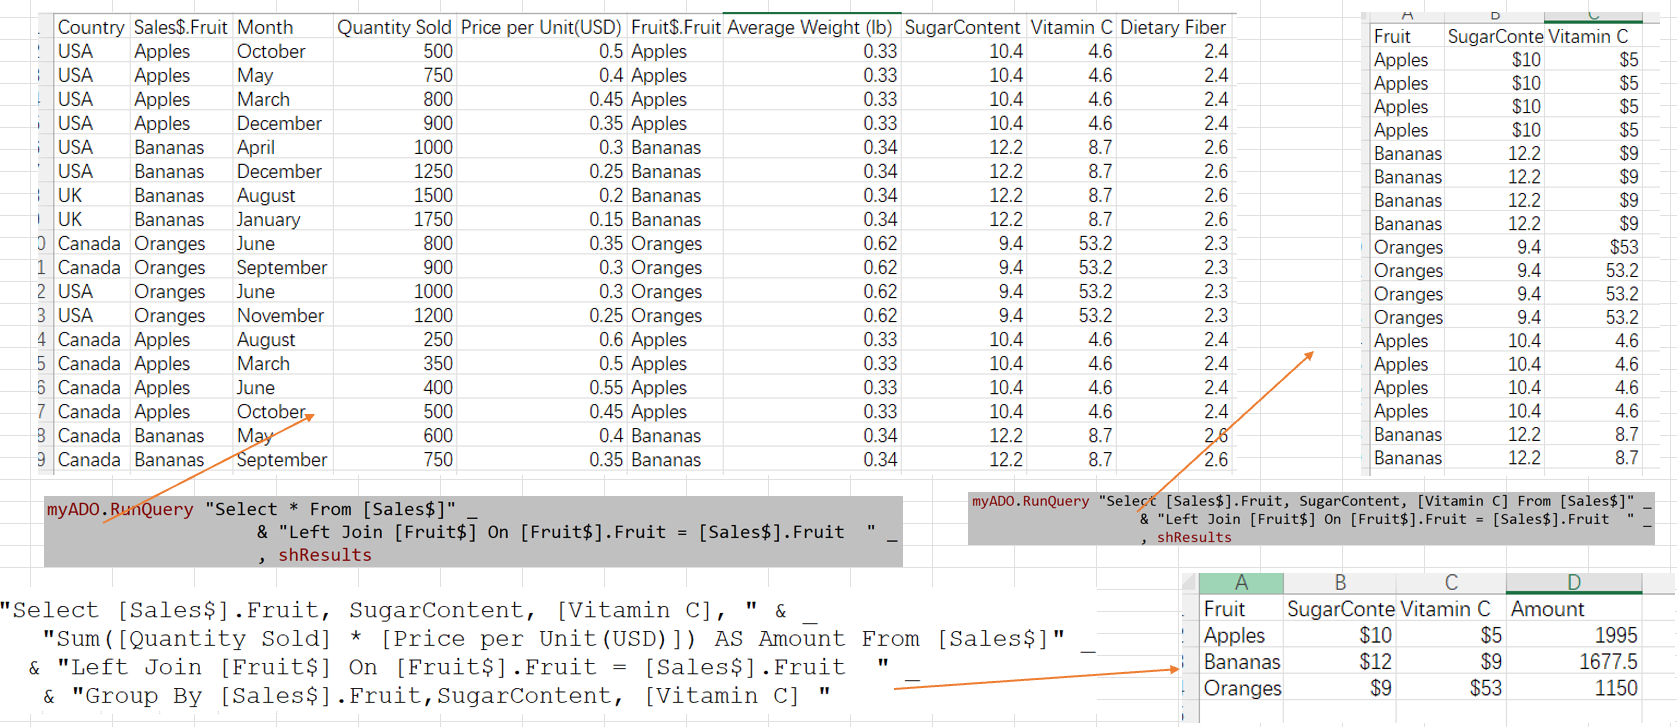 Country Sales$.Fruit Month Quantity Sold Price per Unit(USD) Fruit$.Fruit Average Weight (lb) SugarContent Vitamin C Dietary Fiber
USA Apples October 500 0.5 Apples 0.33 10.4 4.6 2.4
USA Apples May 750 0.4 Apples 0.33 10.4 4.6 2.4
USA Apples March 800 0.45 Apples 0.33 10.4 4.6 2.4
USA Apples December 900 0.35 Apples 0.33 10.4 4.6 2.4
USA Bananas April 1000 0.3 Bananas 0.34 12.2 8.7 2.6
USA Bananas December 1250 0.25 Bananas 0.34 12.2 8.7 2.6
UK Bananas August 1500 0.2 Bananas 0.34 12.2 8.7 2.6
UK Bananas January 1750 0.15 Bananas 0.34 12.2 8.7 2.6
Canada Oranges June 800 0.35 Oranges 0.62 9.4 53.2 2.3
Canada Oranges September 900 0.3 Oranges 0.62 9.4 53.2 2.3
USA Oranges June 1000 0.3 Oranges 0.62 9.4 53.2 2.3
USA Oranges November 1200 0.25 Oranges 0.62 9.4 53.2 2.3
Canada Apples August 250 0.6 Apples 0.33 10.4 4.6 2.4
Canada Apples March 350 0.5 Apples 0.33 10.4 4.6 2.4
Canada Apples June 400 0.55 Apples 0.33 10.4 4.6 2.4
Canada Apples October 500 0.45 Apples 0.33 10.4 4.6 2.4
Canada Bananas May 600 0.4 Bananas 0.34 12.2 8.7 2.6
Canada Bananas September 750 0.35 Bananas 0.34 12.2 8.7 2.6
Fruit SugarConte Vitamin C
Apples $10 $5
Apples $10 $5
Apples $10 $5
Apples $10 $5
Bananas 12.2 $9
Bananas 12.2 $9
Bananas 12.2 $9
Bananas 12.2 $9
Oranges 9.4 $53
Oranges 9.4 53.2
Oranges 9.4 53.2
Oranges 9.4 53.2
Apples 10.4 4.6
Apples 10.4 4.6
Apples 10.4 4.6
Apples 10.4 4.6
Bananas 12.2 8.7
Bananas 12.2 8.7
myADO.RunQuery "Select * From [Sales$]" _
& "Left Join [Fruit$] On [Fruit$].Fruit = [Sales$].Fruit  " _
, shResults
myADO.RunQuery "Select [Sales$].Fruit, SugarContent, [Vitamin C] From [Sales$]" _
& "Left Join [Fruit$] On [Fruit$].Fruit = [Sales$].Fruit  " _
, shResults
"Select [Sales$].Fruit, SugarContent, [Vitamin C], " & _
"Sum([Quantity Sold] * [Price per Unit(USD)]) AS Amount From [Sales$]" _
& "Left Join [Fruit$] On [Fruit$].Fruit = [Sales$].Fruit  " _
& "Group By [Sales$].Fruit,SugarContent, [Vitamin C] "
A B C D
Fruit SugarConte Vitamin C Amount
Apples $10 $5 1995
Bananas $12 $9 1677.5
Oranges $9 $53 1150